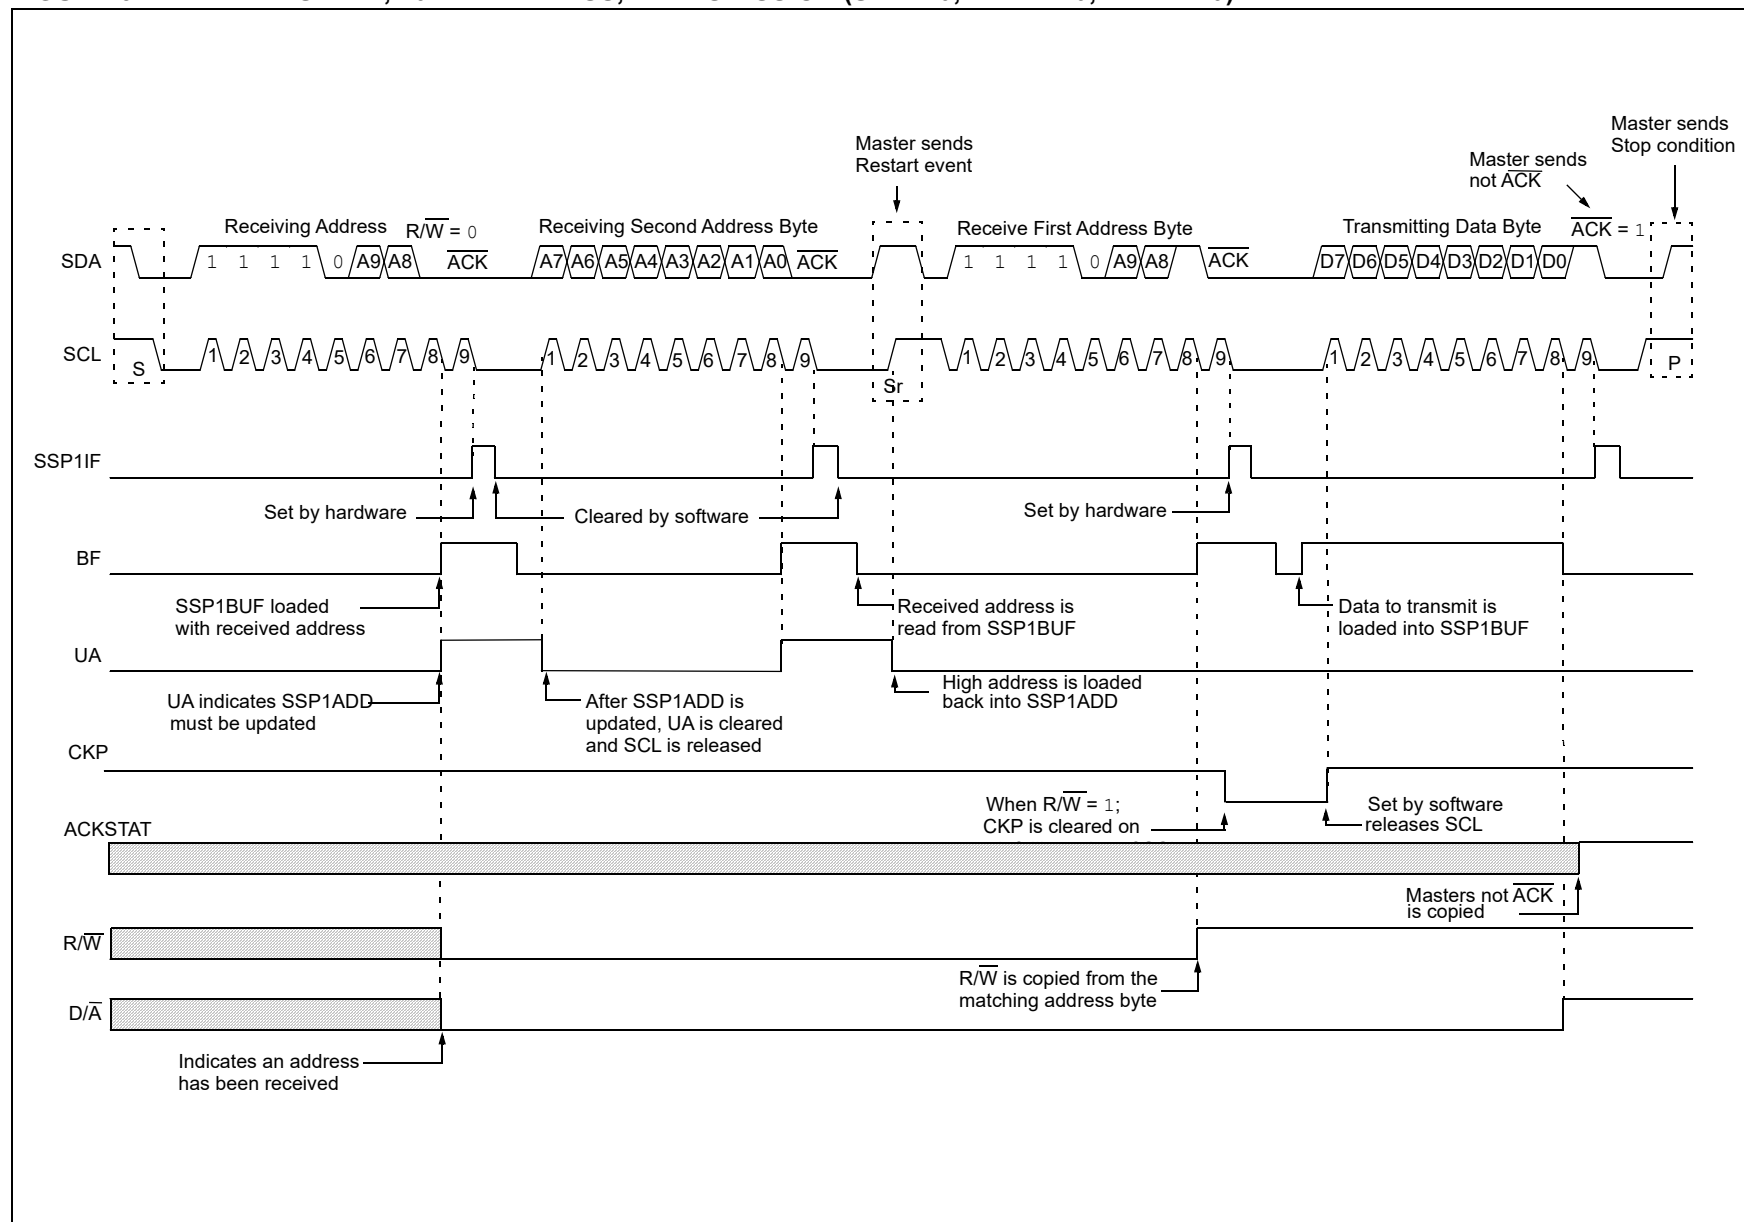 Master sends
Restart event
Master sends
not A̅C̅K̅
Master sends
Stop condition
Receiving Address R/W̅ = 0
Receiving Second Address Byte
Receive First Address Byte
Transmitting Data Byte
A̅C̅K̅ = 1
SDA 1 1 1 1 0 A9 A8 A̅C̅K̅ A7 A6 A5 A4 A3 A2 A1 A0 A̅C̅K̅ 1 1 1 1 0 A9 A8 A̅C̅K̅ D7 D6 D5 D4 D3 D2 D1 D0
SCL S 1 2 3 4 5 6 7 8 9 1 2 3 4 5 6 7 8 9 Sr 1 2 3 4 5 6 7 8 9 1 2 3 4 5 6 7 8 9 P
SSP1IF
Set by hardware
Cleared by software
Set by hardware
BF
SSP1BUF loaded
with received address
Received address is
read from SSP1BUF
Data to transmit is
loaded into SSP1BUF
UA
UA indicates SSP1ADD
must be updated
After SSP1ADD is
updated, UA is cleared
and SCL is released
High address is loaded
back into SSP1ADD
CKP
When R/W̅ = 1;
CKP is cleared on
Set by software
releases SCL
ACKSTAT
Masters not A̅C̅K̅
is copied
R/W̅
R/W̅ is copied from the
matching address byte
D/A̅
Indicates an address
has been received